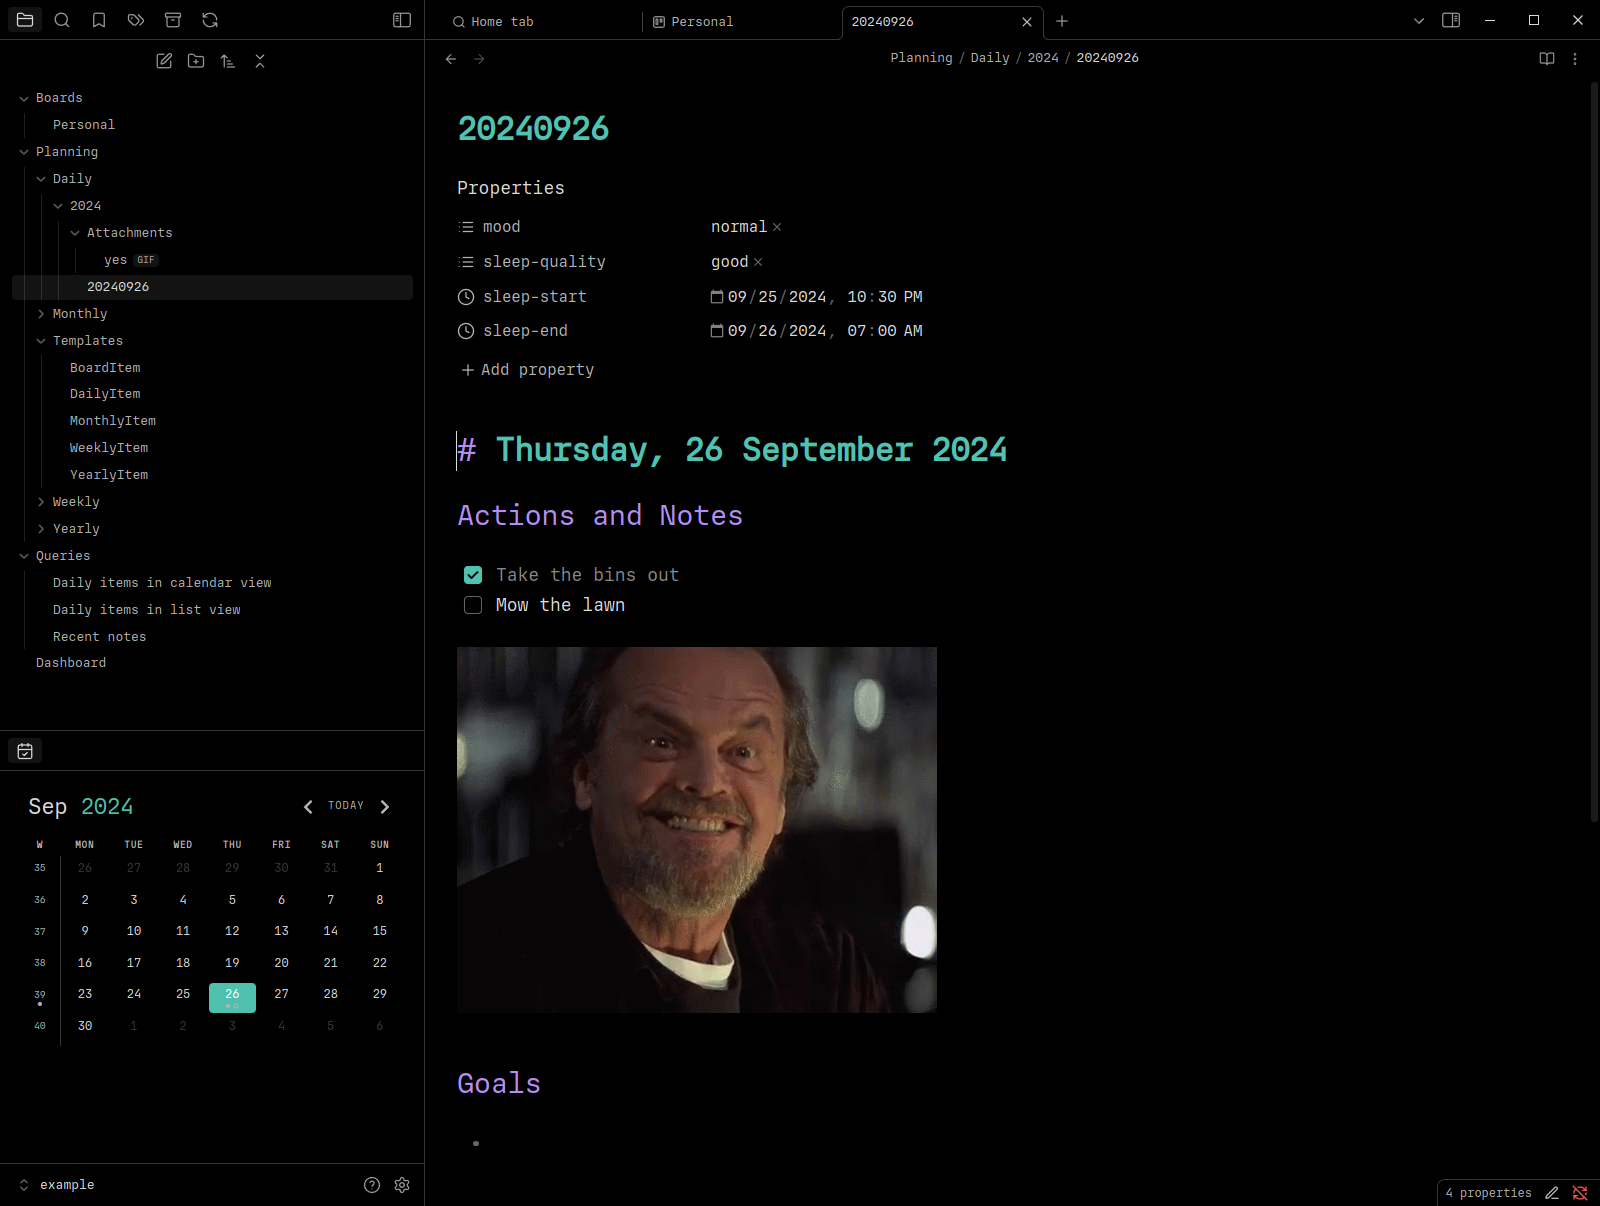 Home tab
Personal
20240926
Planning / Daily / 2024 / 20240926
Boards
Personal
Planning
Daily
2024
Attachments
yes GIF
20240926
Monthly
Templates
BoardItem
DailyItem
MonthlyItem
WeeklyItem
YearlyItem
Weekly
Yearly
Queries
Daily items in calendar view
Daily items in list view
Recent notes
Dashboard
Sep 2024
TODAY
W MON TUE WED THU FRI SAT SUN
35 26 27 28 29 30 31 1
36 2 3 4 5 6 7 8
37 9 10 11 12 13 14 15
38 16 17 18 19 20 21 22
39 23 24 25 26 27 28 29
40 30 1 2 3 4 5 6
example
20240926
Properties
mood normal
sleep-quality good
sleep-start 09/25/2024, 10:30 PM
sleep-end 09/26/2024, 07:00 AM
Add property
# Thursday, 26 September 2024
Actions and Notes
Take the bins out
Mow the lawn
Goals
4 properties